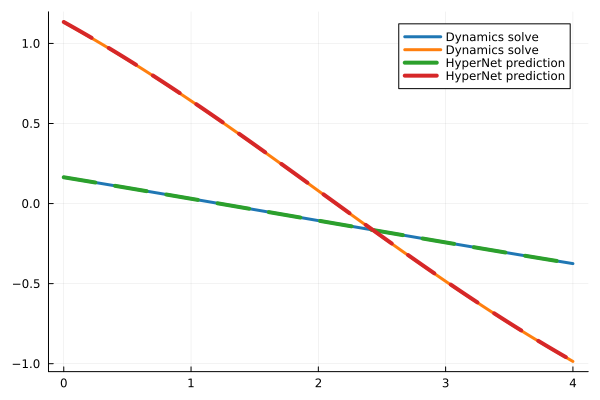 Dynamics solve
Dynamics solve
HyperNet prediction
HyperNet prediction
1.0
0.5
0.0
−0.5
−1.0
0 1 2 3 4